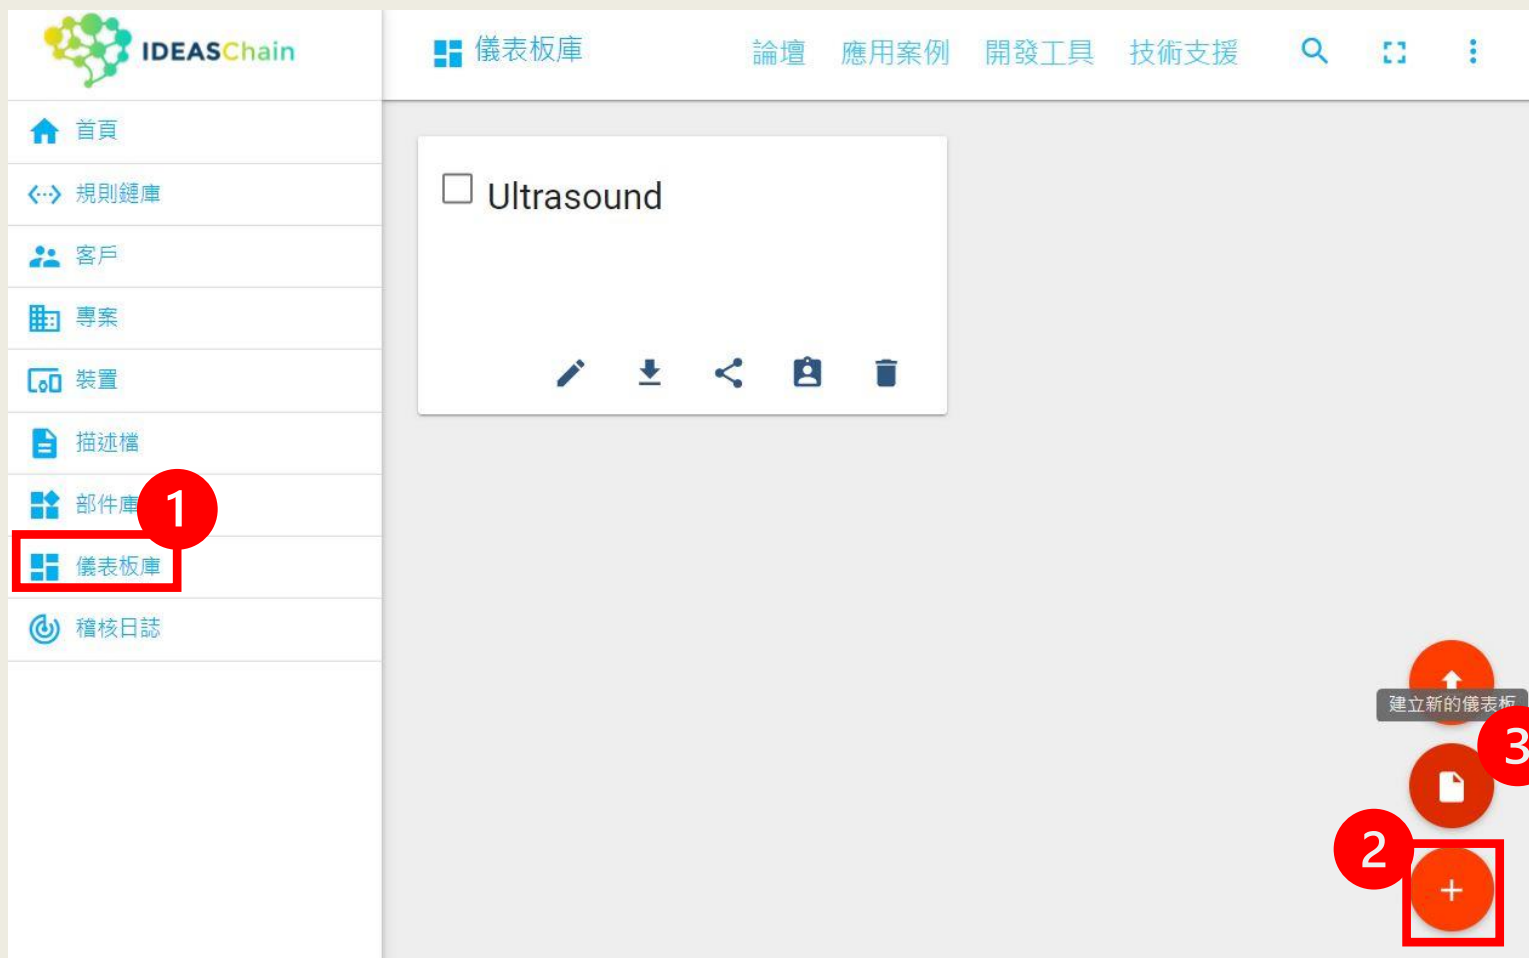 IDEASChain
儀表板庫
論壇 應用案例 開發工具 技術支援
首頁
規則鏈庫
客戶
專案
裝置
描述檔
部件庫
1
儀表板庫
稽核日誌
Ultrasound
建立新的儀表板
3
2